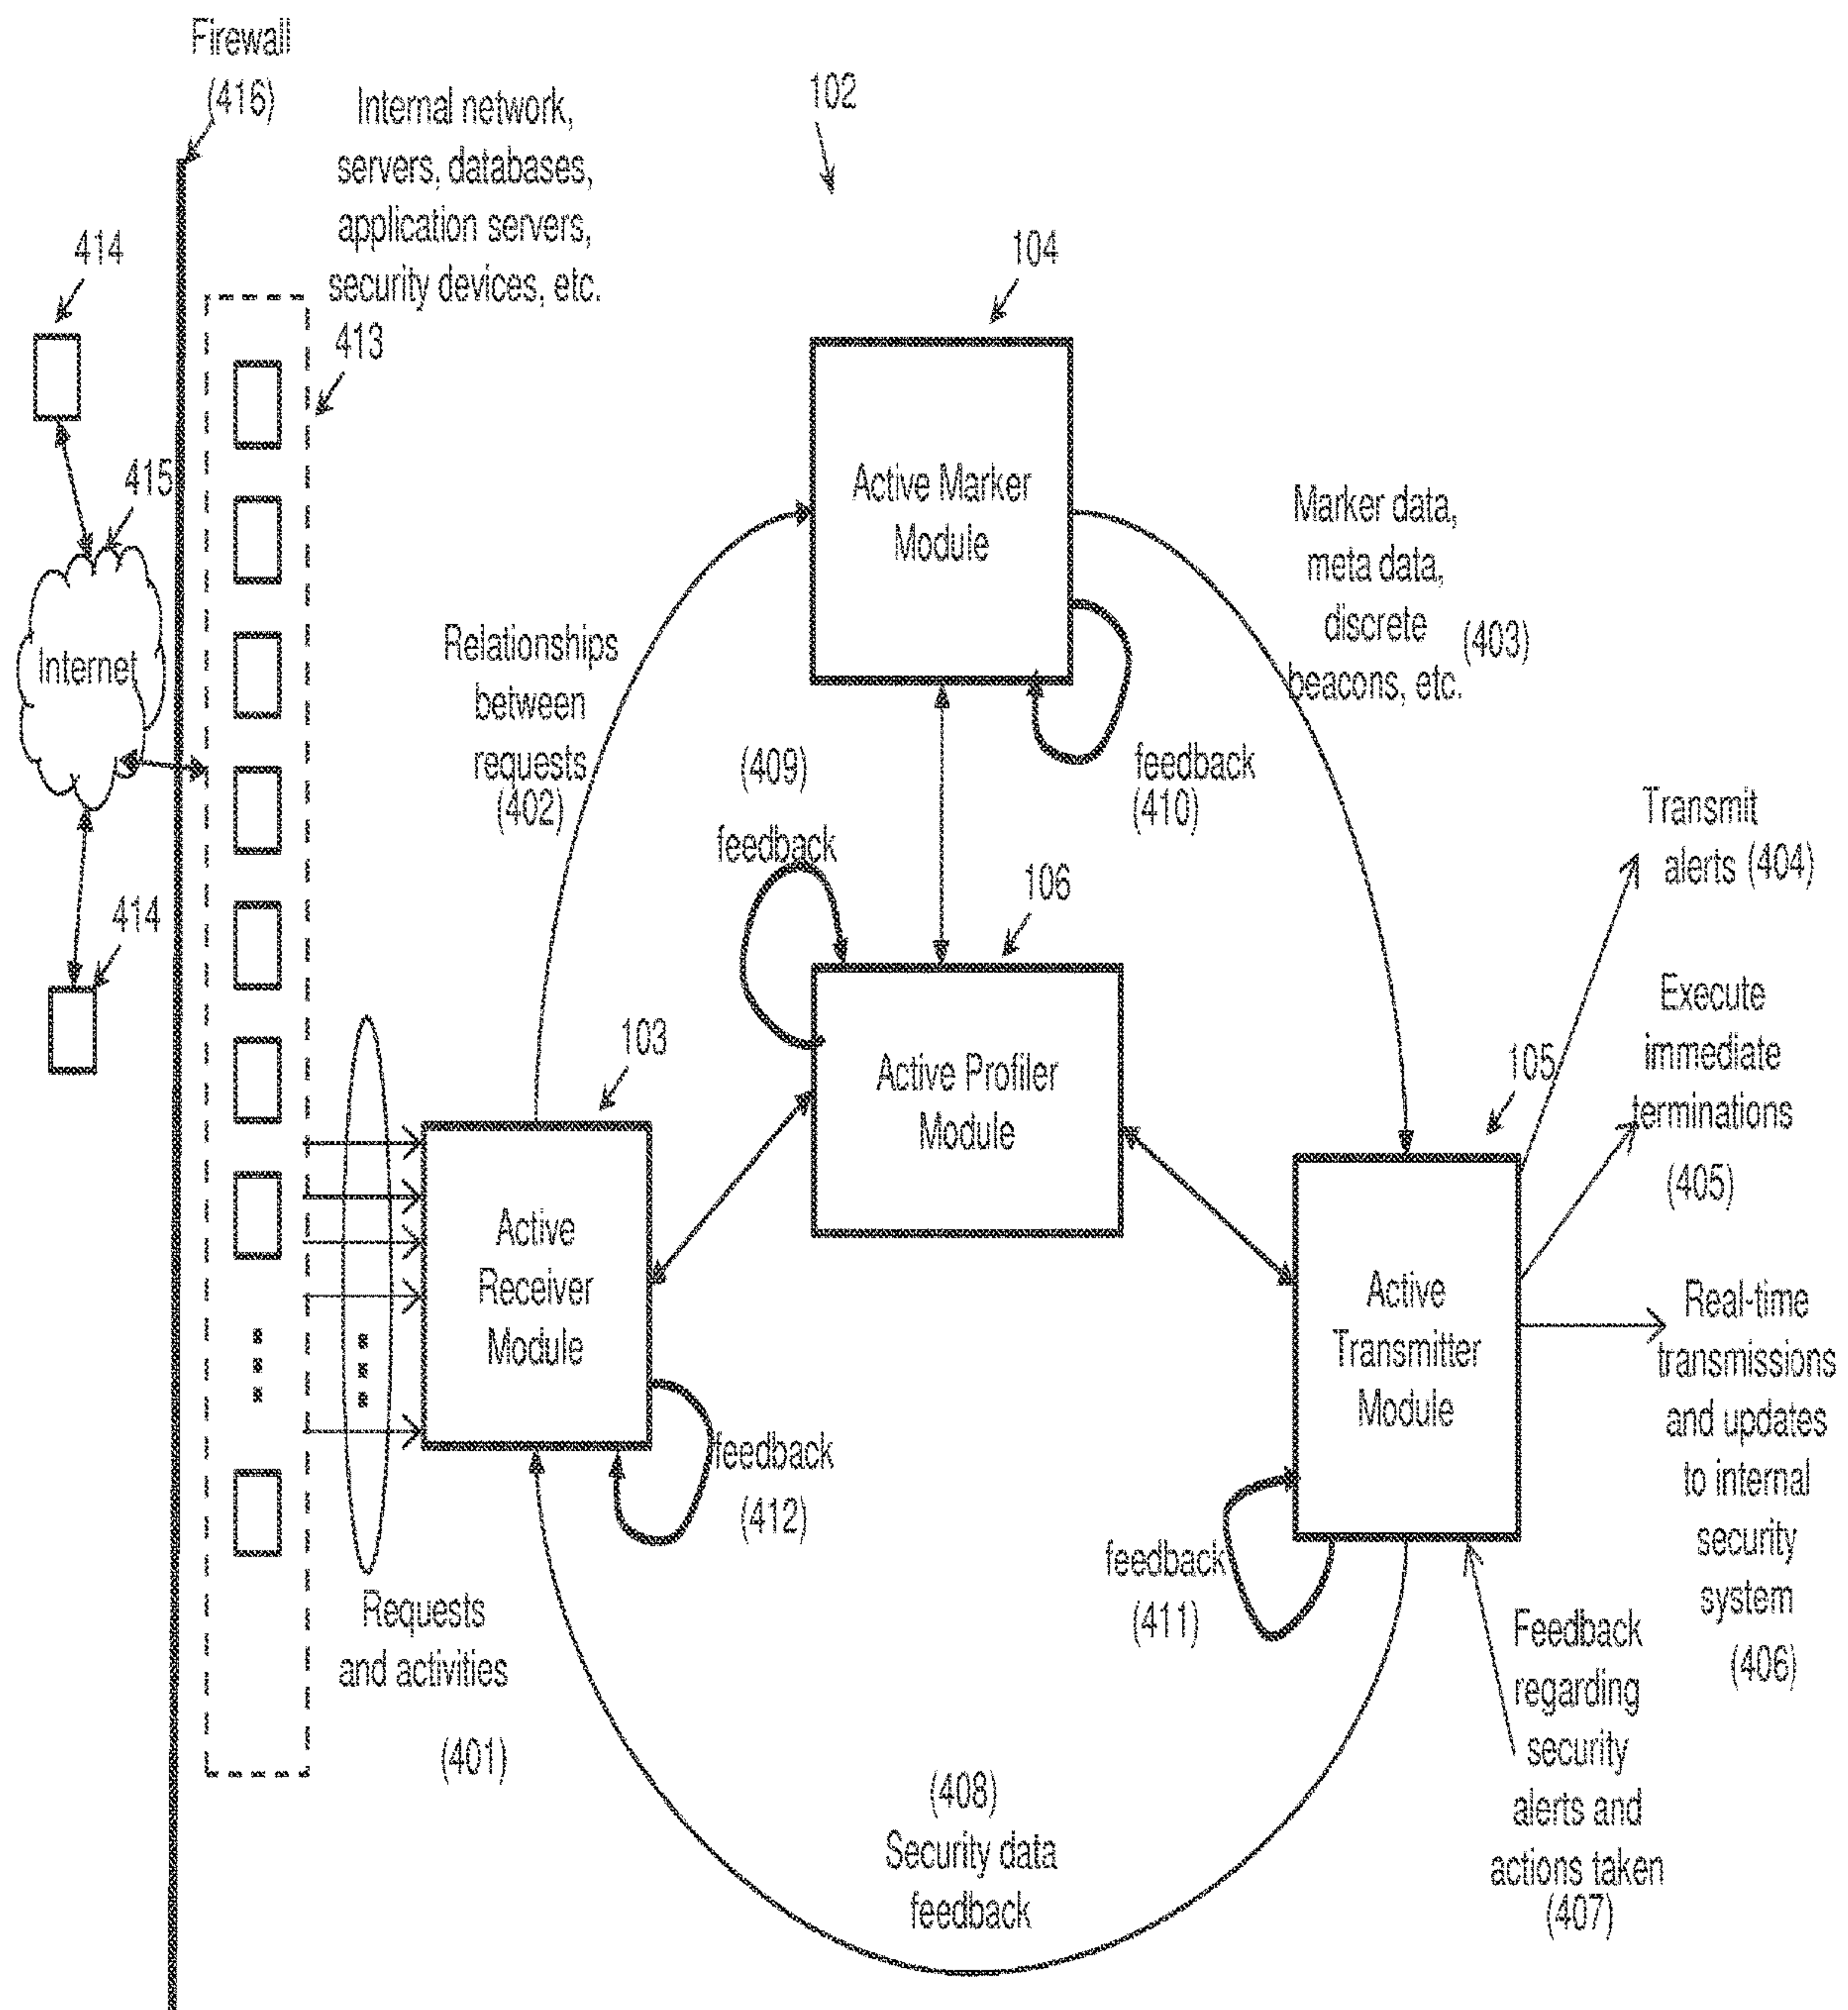 Firewall
(416)
Internal network,
servers, databases,
application servers,
security devices, etc.
413
102
414
415
Internet
414
104
Active Marker
Module
Marker data,
meta data,
discrete
beacons, etc.
(403)
Relationships
between
requests
(402)
(409)
feedback
feedback
(410)
106
Active Profiler
Module
103
Active
Receiver
Module
feedback
(412)
Requests
and activities
(401)
105
Active
Transmitter
Module
feedback
(411)
Transmit
alerts (404)
Execute
immediate
terminations
(405)
Real-time
transmissions
and updates
to internal
security
system
(406)
Feedback
regarding
security
alerts and
actions taken
(407)
(408)
Security data
feedback